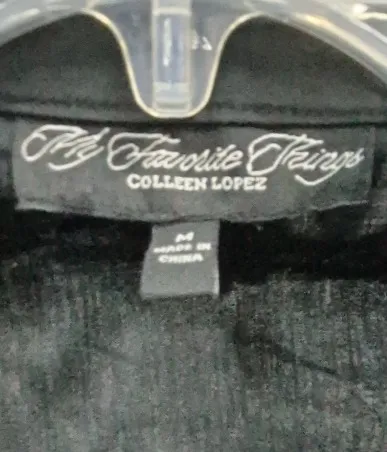 My Favorite Things
COLLEEN LOPEZ
M
MADE IN
CHINA